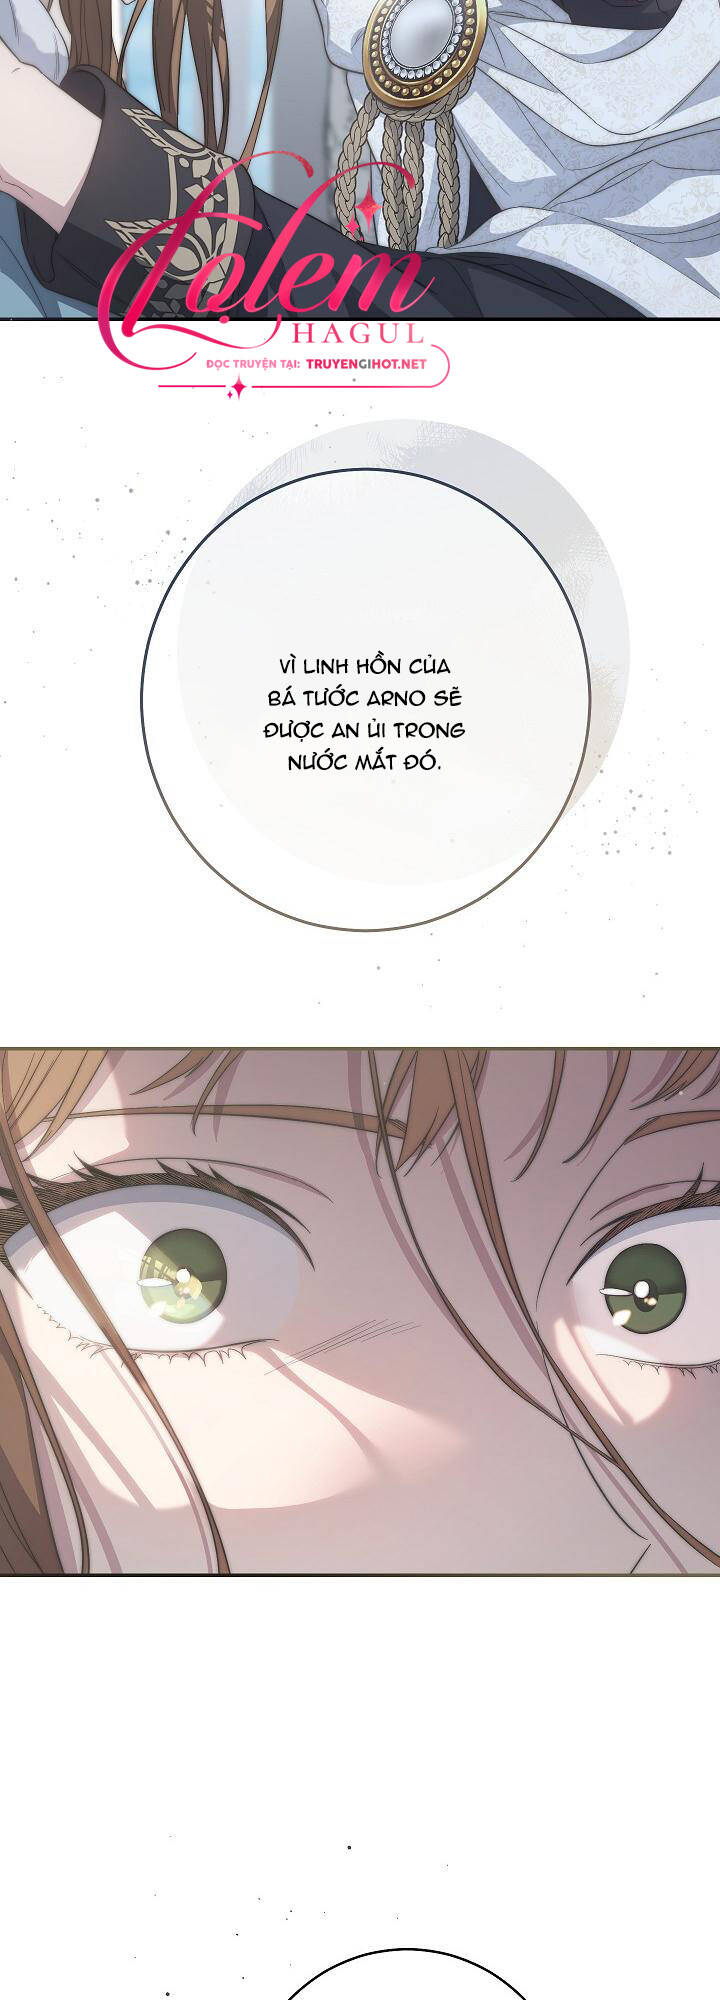 Lọlem
HAGUL
ĐỌC TRUYỆN TẠI: TRUYENGIHOT.NET
VÌ LINH HỒN CỦA
BÁ TƯỚC ARNO SẼ
ĐƯỢC AN ỦI TRONG
NƯỚC MẮT ĐÓ.